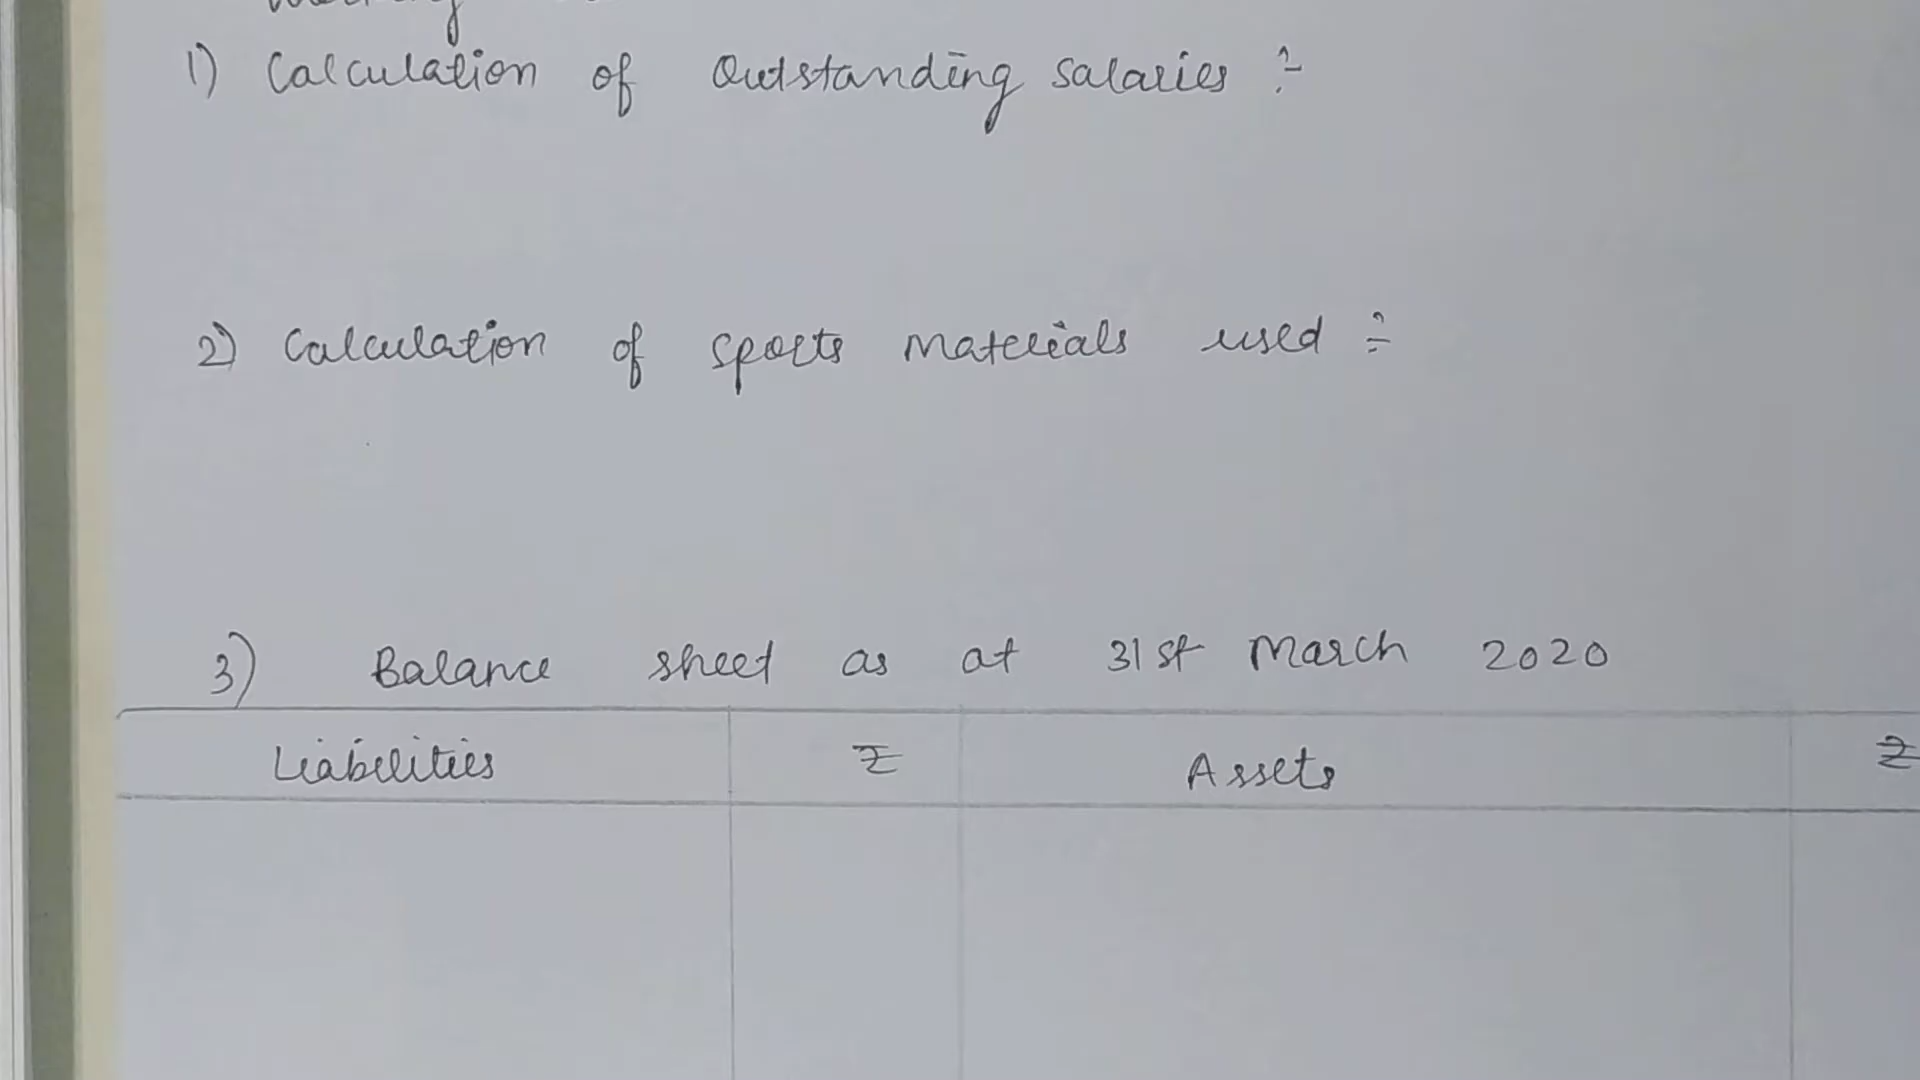 1) Calculation of Outstanding salaries :-
2) Calculation of sports Materials used :-
3) Balance sheet as at 31st March 2020
Liabilities ₹ Assets ₹